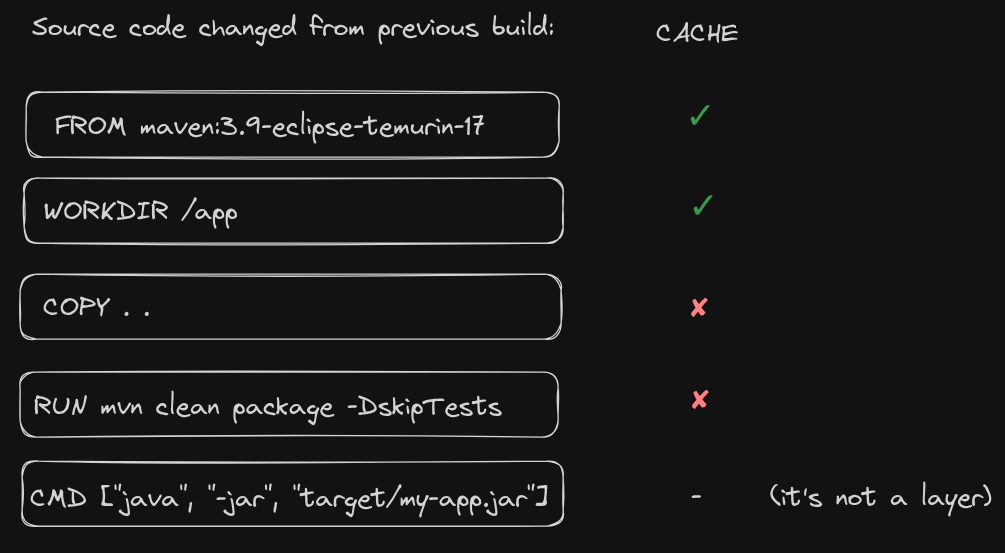 Source code changed from previous build: CACHE
FROM maven:3.9-eclipse-temurin-17 ✓
WORKDIR /app ✓
COPY . . ✘
RUN mvn clean package -DskipTests ✘
CMD ["java", "-jar", "target/my-app.jar"] - (it's not a layer)